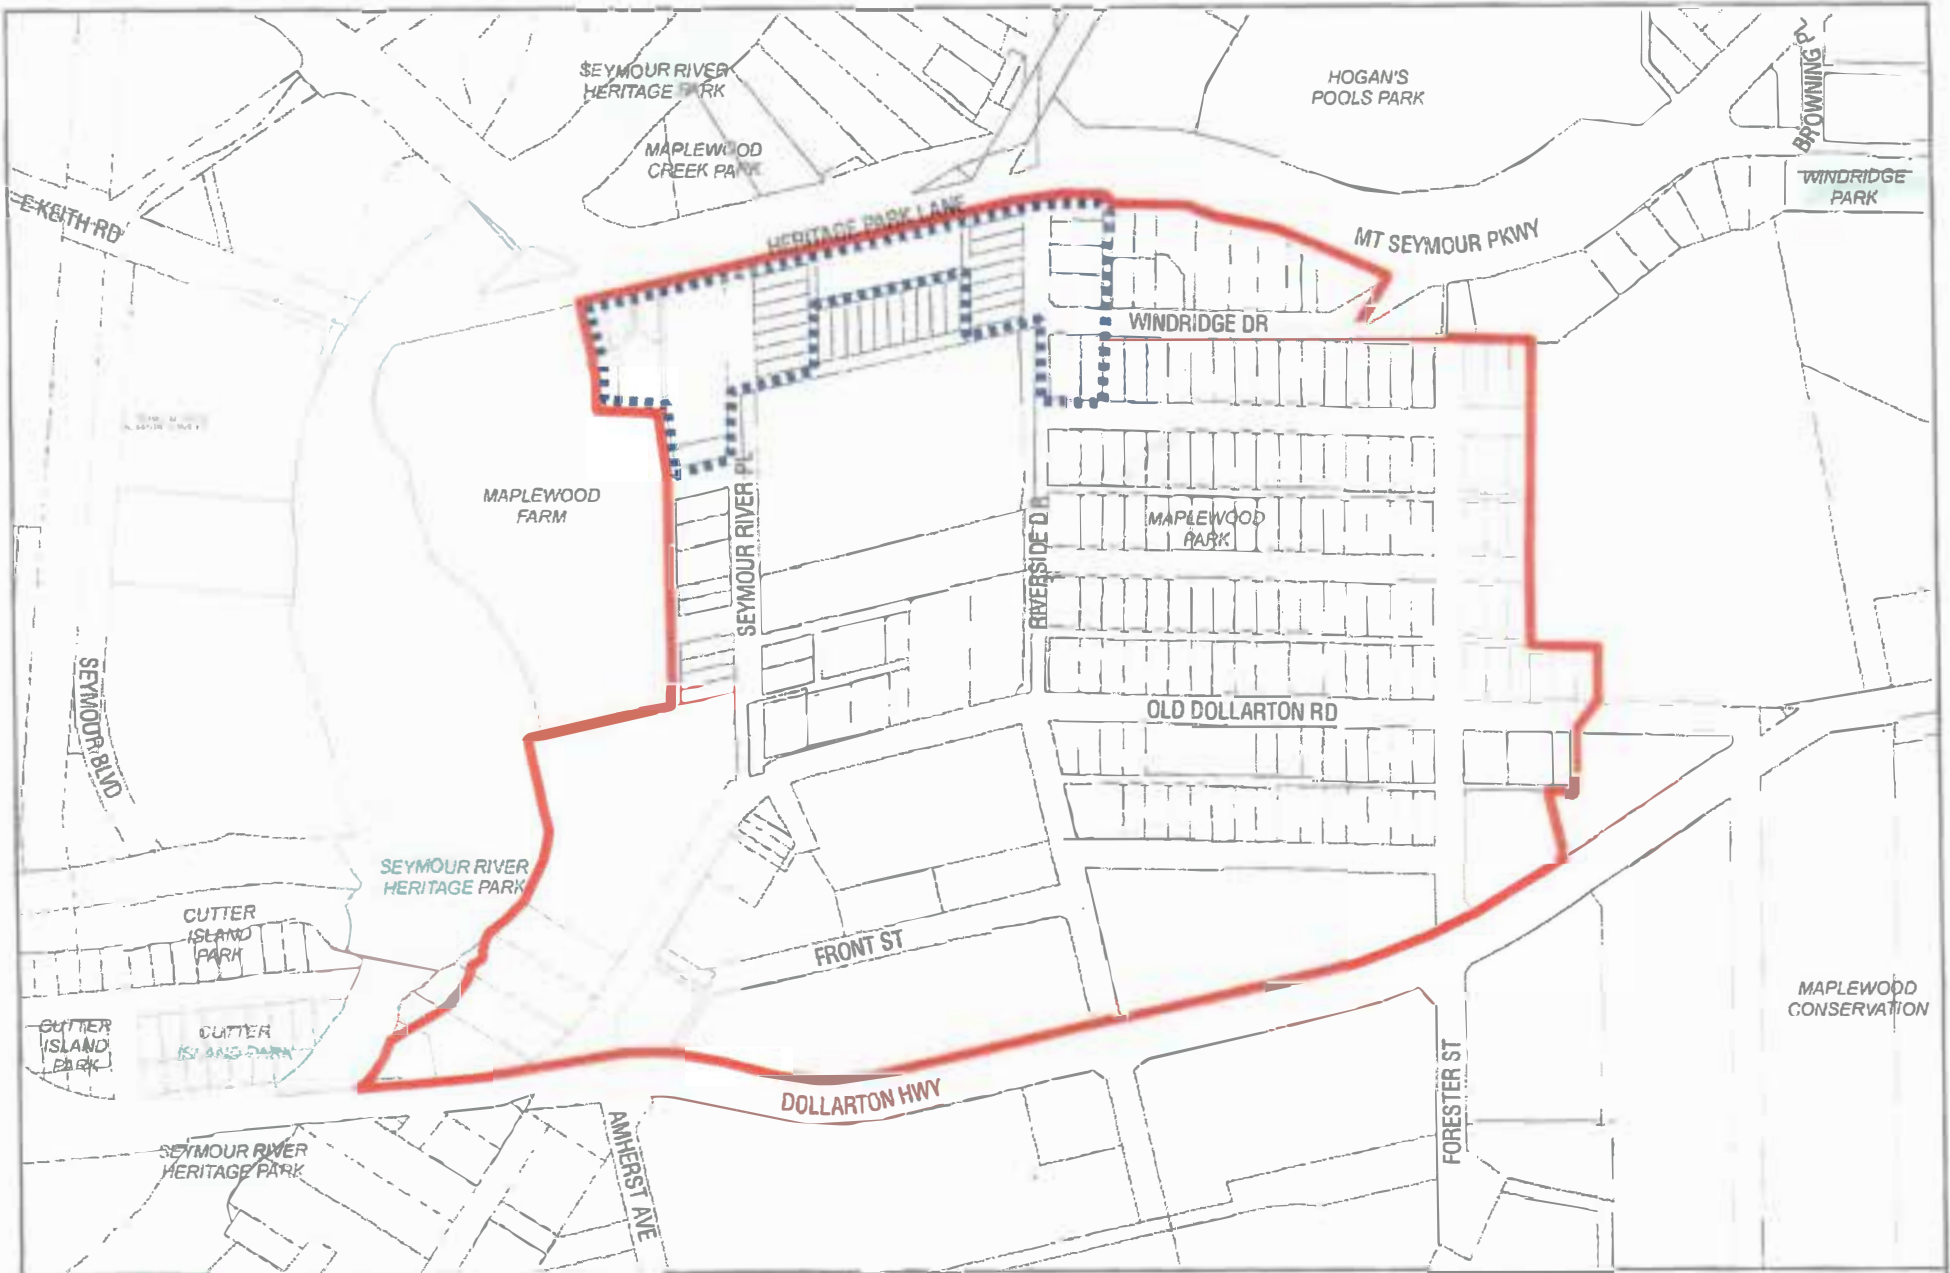 SEYMOUR RIVER
HERITAGE PARK
HOGAN'S
POOLS PARK
BROWNING PL
MAPLEWOOD
CREEK PARK
WINDRIDGE
PARK
E KEITH RD
HERITAGE PARK LANE
MT SEYMOUR PKWY
WINDRIDGE DR
MAPLEWOOD
FARM
SEYMOUR RIVER PL
RIVERSIDE DR
MAPLEWOOD
PARK
SEYMOUR BLVD
OLD DOLLARTON RD
SEYMOUR RIVER
HERITAGE PARK
CUTTER
ISLAND
PARK
FRONT ST
MAPLEWOOD
CONSERVATION
CUTTER
ISLAND
PARK
CUTTER
ISLAND PARK
DOLLARTON HWY
FORESTER ST
AMHERST AVE
SEYMOUR RIVER
HERITAGE PARK